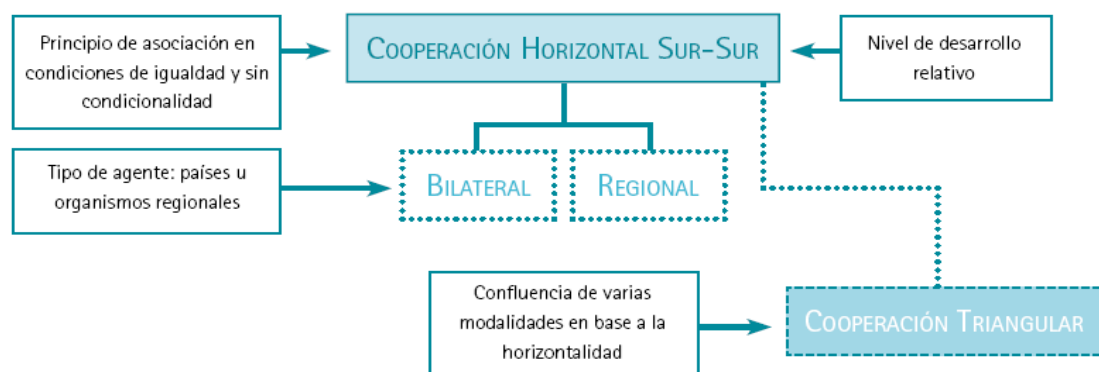 Principio de asociación en
condiciones de igualdad y sin
condicionalidad
COOPERACIÓN HORIZONTAL SUR-SUR
Nivel de desarrollo
relativo
Tipo de agente: países u
organismos regionales
BILATERAL
REGIONAL
Confluencia de varias
modalidades en base a la
horizontalidad
COOPERACIÓN TRIANGULAR